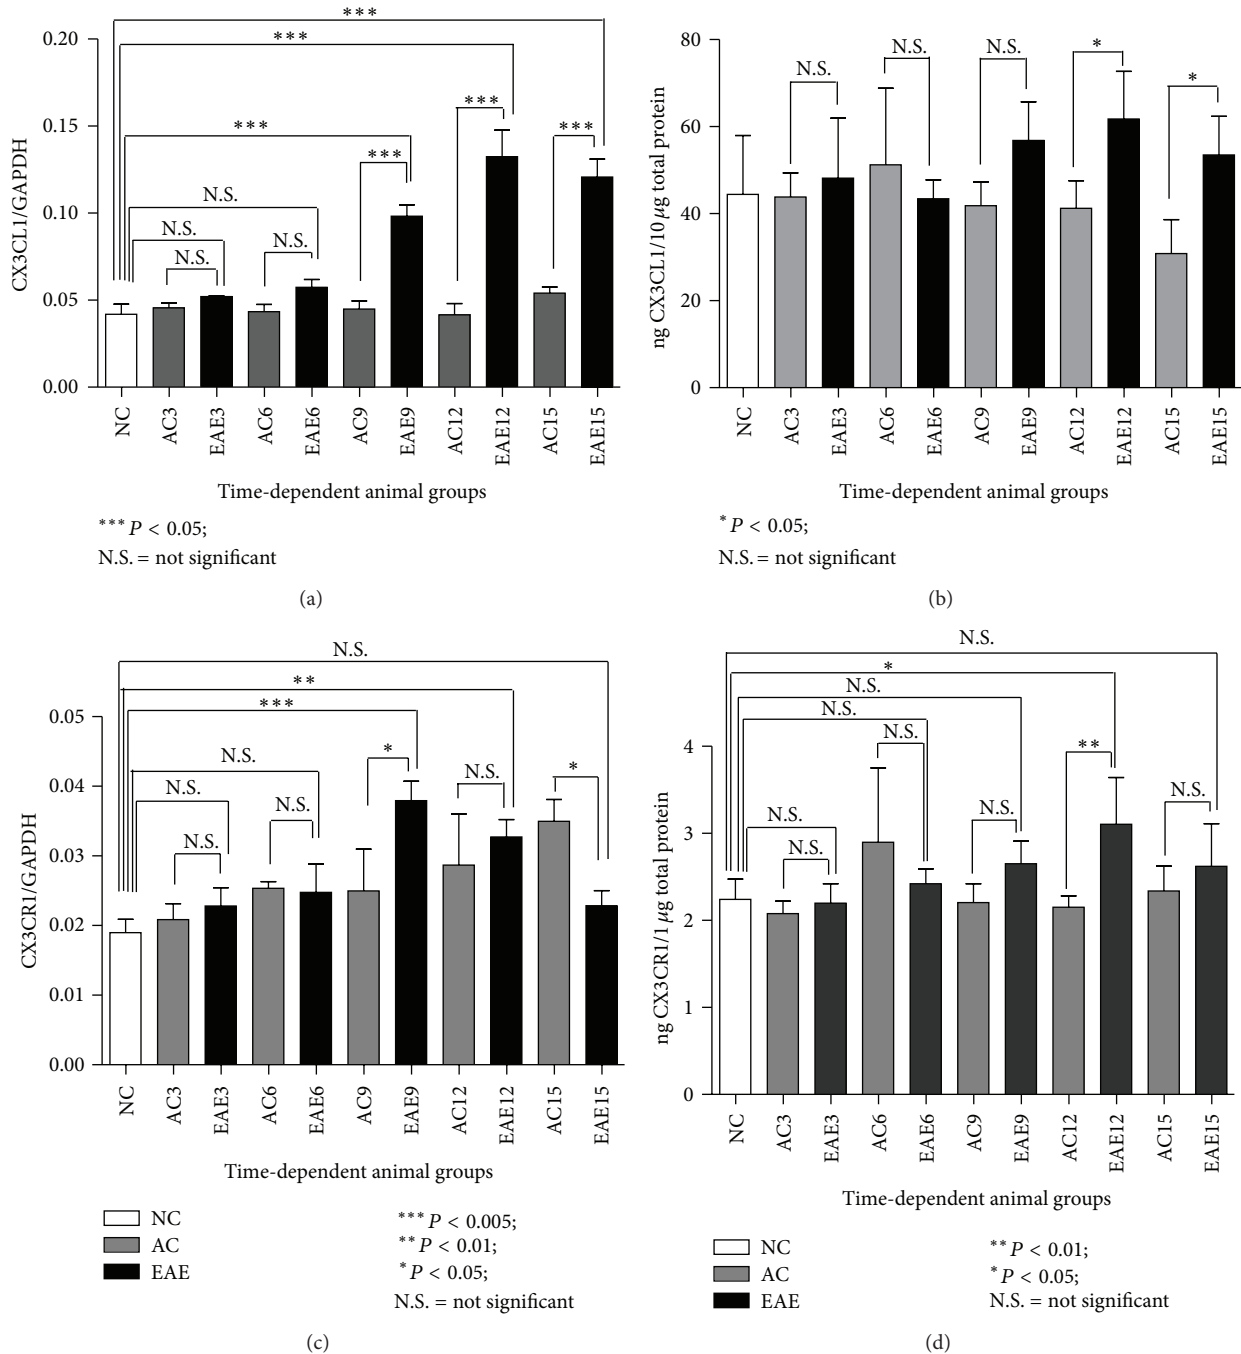 ***
***
***
***
***
***
N.S.
N.S.
N.S.
N.S.
0.20
0.15
0.10
0.05
0.00
CX3CL1/GAPDH
NC
AC3
EAE3
AC6
EAE6
AC9
EAE9
AC12
EAE12
AC15
EAE15
Time-dependent animal groups
*** P < 0.05;
N.S. = not significant
(a)
N.S.
N.S.
N.S.
*
*
80
60
40
20
0
ng CX3CL1/10 μg total protein
NC
AC3
EAE3
AC6
EAE6
AC9
EAE9
AC12
EAE12
AC15
EAE15
Time-dependent animal groups
* P < 0.05;
N.S. = not significant
(b)
N.S.
**
***
N.S.
N.S.
N.S.
N.S.
*
N.S.
*
0.05
0.04
0.03
0.02
0.01
0.00
CX3CR1/GAPDH
NC
AC3
EAE3
AC6
EAE6
AC9
EAE9
AC12
EAE12
AC15
EAE15
Time-dependent animal groups
NC
AC
EAE
*** P < 0.005;
** P < 0.01;
* P < 0.05;
N.S. = not significant
(c)
N.S.
*
N.S.
N.S.
N.S.
**
N.S.
N.S.
N.S.
N.S.
4
3
2
1
0
ng CX3CR1/1 μg total protein
NC
AC3
EAE3
AC6
EAE6
AC9
EAE9
AC12
EAE12
AC15
EAE15
Time-dependent animal groups
NC
AC
EAE
** P < 0.01;
* P < 0.05;
N.S. = not significant
(d)